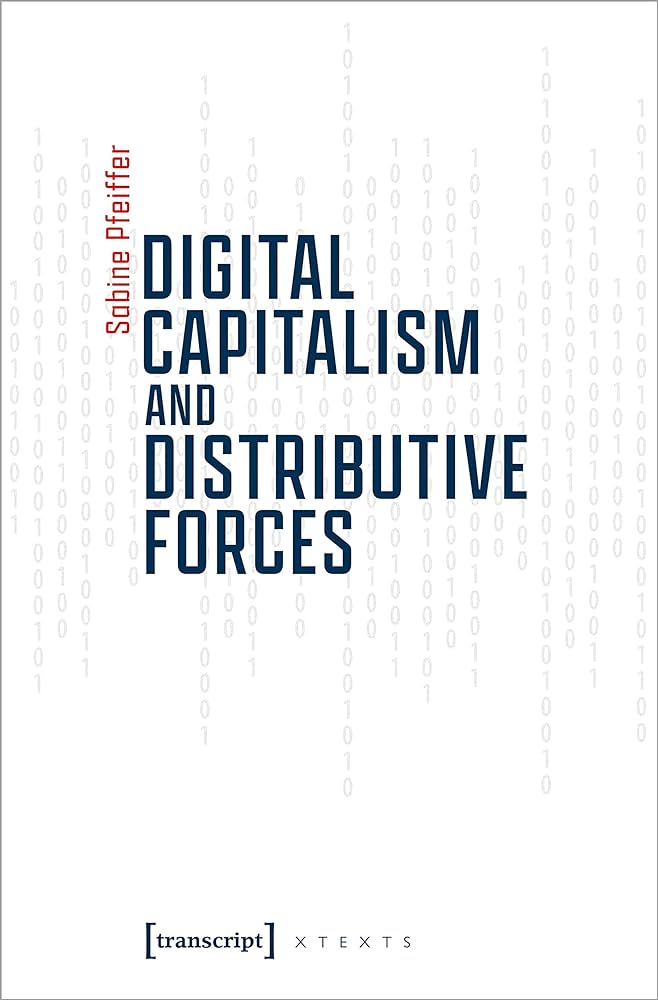 Sabine Pfeiffer
DIGITAL
CAPITALISM
AND
DISTRIBUTIVE
FORCES
[transcript] XTEXTS